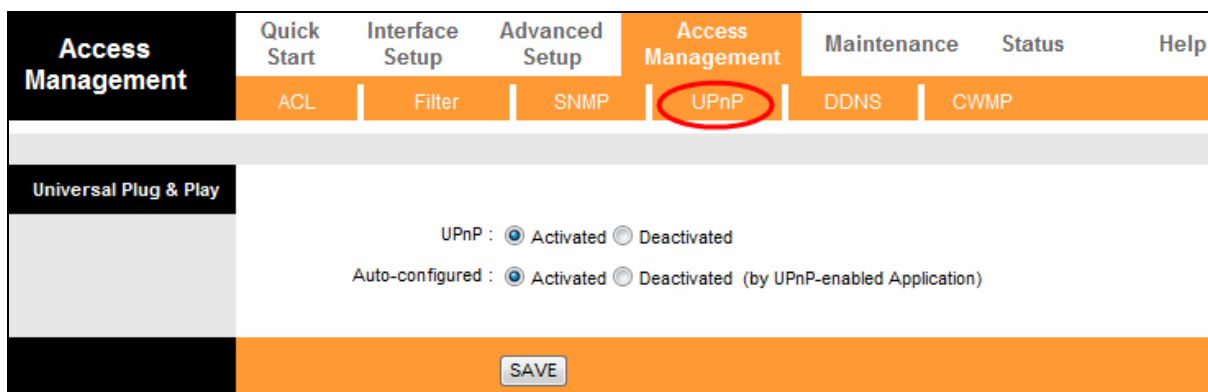 Access Management
Quick Start
Interface Setup
Advanced Setup
Access Management
Maintenance
Status
Help
ACL
Filter
SNMP
UPnP
DDNS
CWMP
Universal Plug & Play
UPnP : Activated Deactivated
Auto-configured : Activated Deactivated (by UPnP-enabled Application)
SAVE